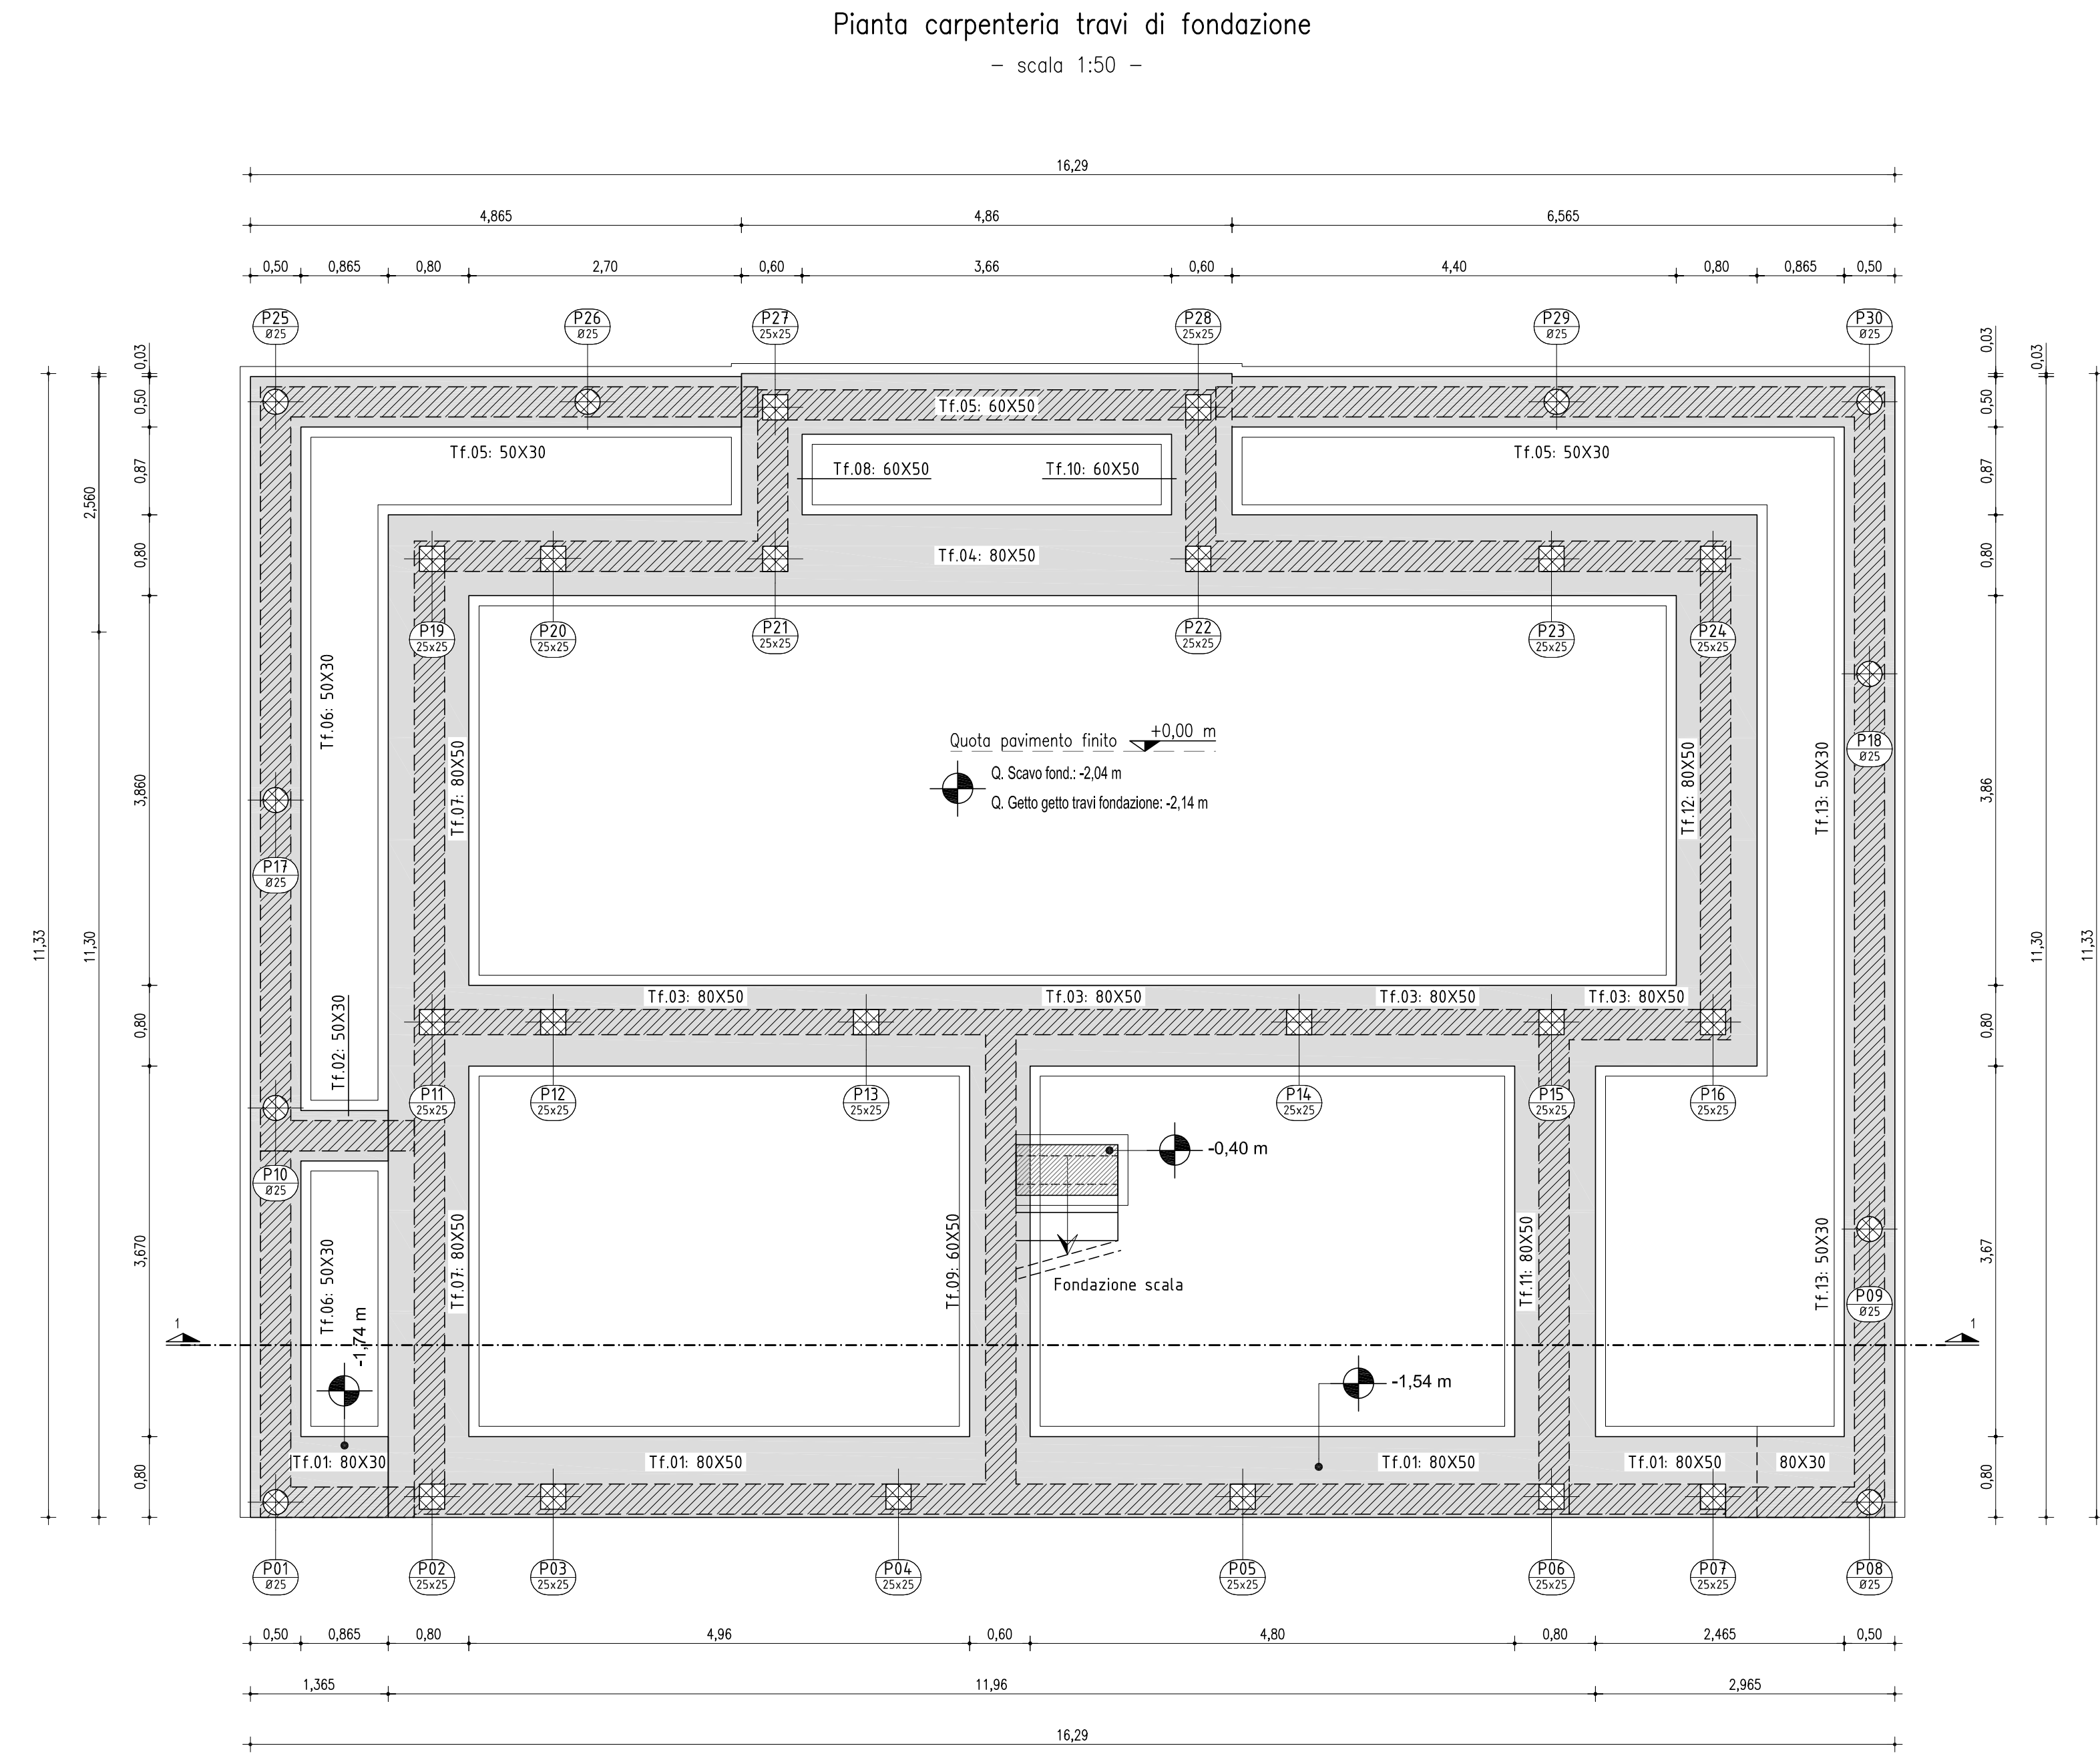 Pianta carpenteria travi di fondazione
– scala 1:50 –
16,29
4,865 4,86 6,565
0,50 0,865 0,80 2,70 0,60 3,66 0,60 4,40 0,80 0,865 0,50
P25 P26 P27 P28 P29 P30
Ø25 Ø25 25x25 25x25 Ø25 Ø25
0,03 0,03 0,03
0,50 0,50
Tf.05: 60X50
Tf.05: 50X30 Tf.05: 50X30
Tf.08: 60X50 Tf.10: 60X50
0,87 0,87
2,560
Tf.04: 80X50
0,80 0,80
P19 P20 P21 P22 P23 P24
25x25 25x25 25x25 25x25 25x25 25x25
Tf.06: 50X30
Quota pavimento finito +0,00 m
Q. Scavo fond.: -2,04 m
Q. Getto getto travi fondazione: -2,14 m
P18
Ø25
3,860 Tf.07: 80X50 Tf.12: 80X50 Tf.13: 50X30 3,86
P17
Ø25
11,33 11,30 11,30 11,33
Tf.03: 80X50 Tf.03: 80X50 Tf.03: 80X50 Tf.03: 80X50
0,80 Tf.02: 50X30 0,80
P11 P12 P13 P14 P15 P16
25x25 25x25 25x25 25x25 25x25 25x25
-0,40 m
P10
Ø25
3,670 Tf.06: 50X30 Tf.07: 80X50 Tf.09: 60X50 Tf.11: 80X50 Tf.13: 50X30 3,67
Fondazione scala
P09
Ø25
1 1
-1,74 m
-1,54 m
Tf.01: 80X30 Tf.01: 80X50 Tf.01: 80X50 Tf.01: 80X50 80X30
0,80 0,80
P01 P02 P03 P04 P05 P06 P07 P08
Ø25 25x25 25x25 25x25 25x25 25x25 25x25 Ø25
0,50 0,865 0,80 4,96 0,60 4,80 0,80 2,465 0,50
1,365 11,96 2,965
16,29